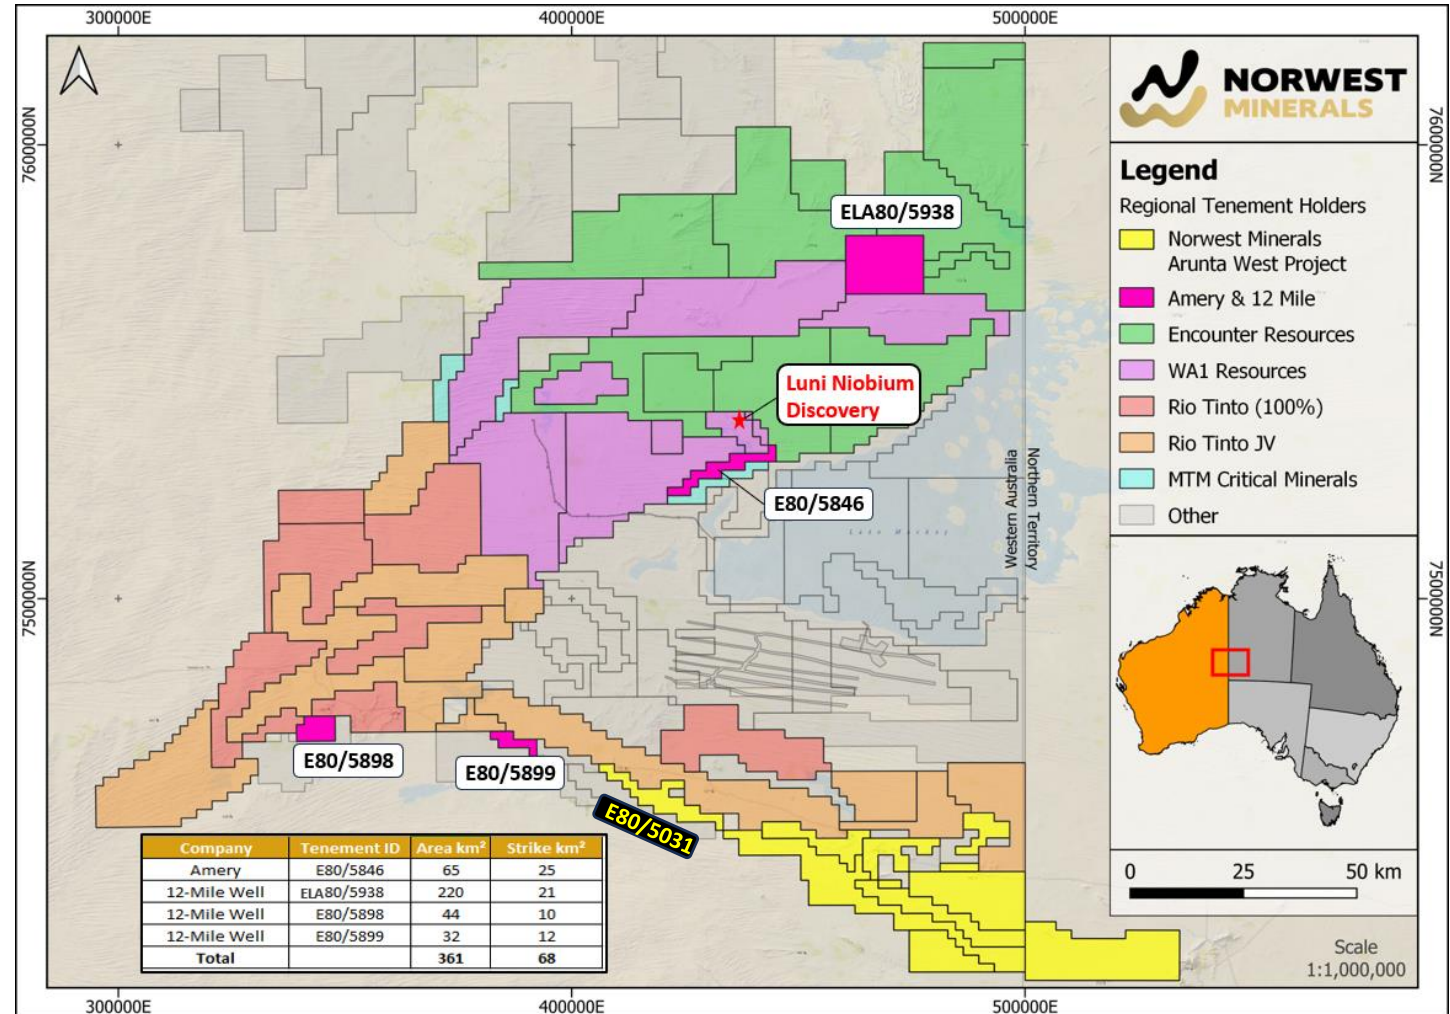 300000E
400000E
500000E
7600000N
7600000N
NORWEST
MINERALS
Legend
Regional Tenement Holders
Norwest Minerals
Arunta West Project
Amery & 12 Mile
Encounter Resources
WA1 Resources
Rio Tinto (100%)
Rio Tinto JV
MTM Critical Minerals
Other
ELA80/5938
Luni Niobium
Discovery
E80/5846
Western Australia
Northern Territory
Lake Mackay
7500000N
7500000N
E80/5898
E80/5899
E80/5031
Company Tenement ID Area km² Strike km²
Amery E80/5846 65 25
12-Mile Well ELA80/5938 220 21
12-Mile Well E80/5898 44 10
12-Mile Well E80/5899 32 12
Total 361 68
0 25 50 km
Scale
1:1,000,000
300000E
400000E
500000E